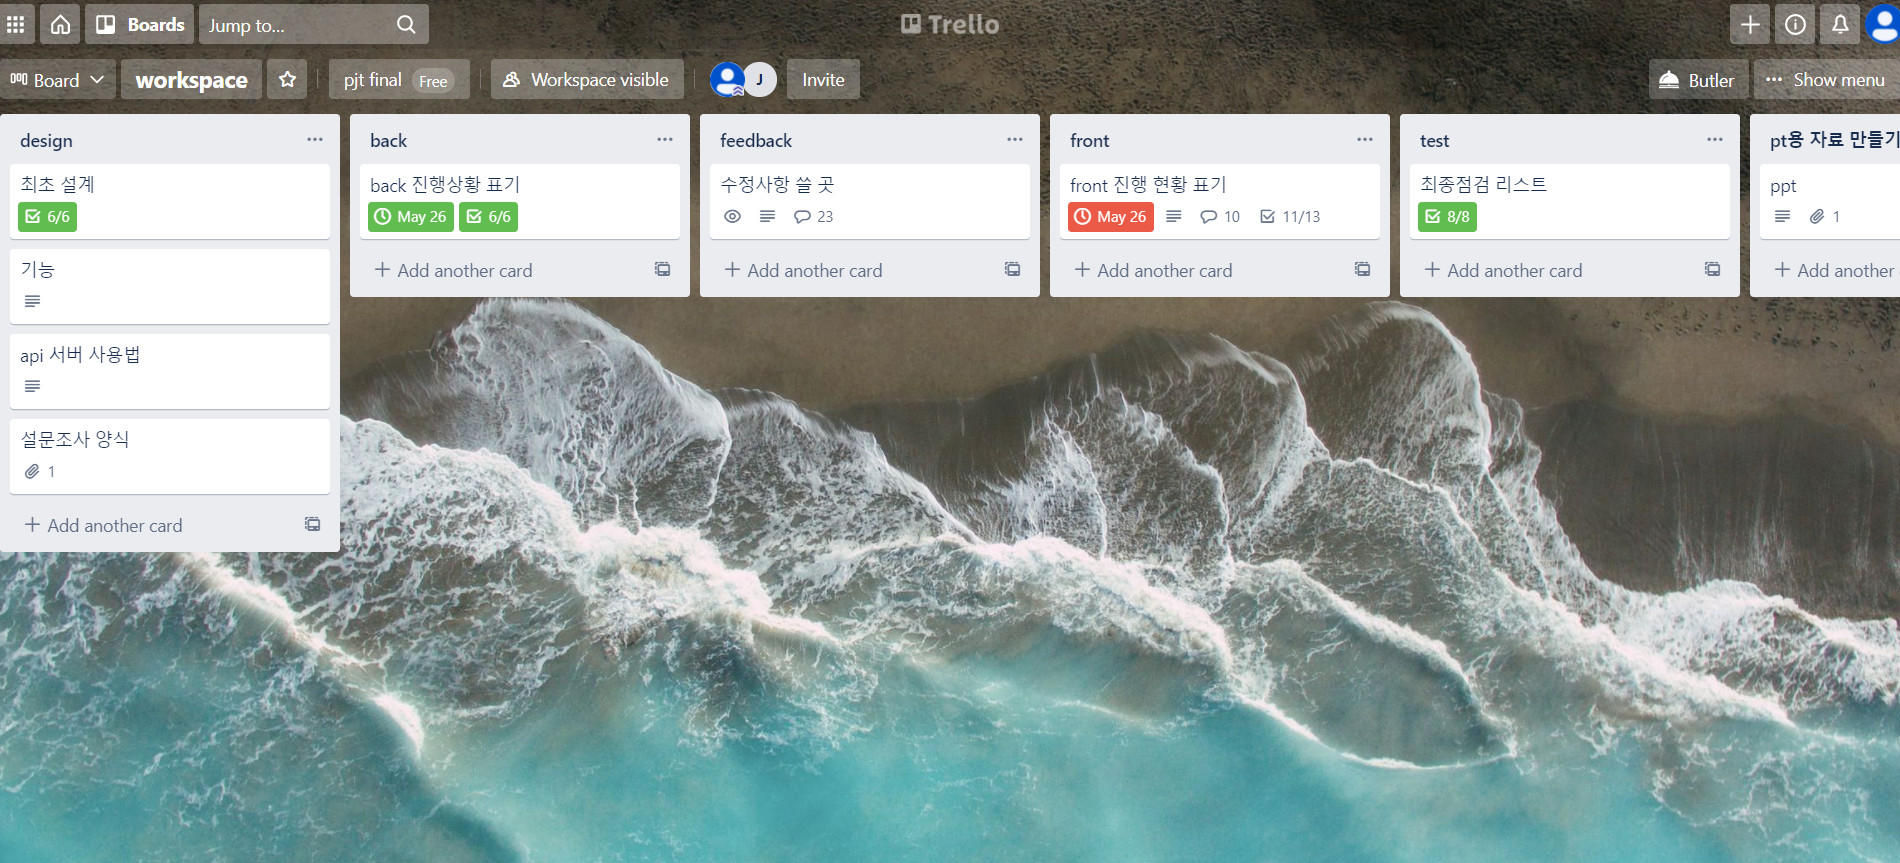 Boards
Jump to...
Trello
Board
workspace
pjt final Free
Workspace visible
J
Invite
Butler
Show menu
design
최초 설계
6/6
기능
api 서버 사용법
설문조사 양식
1
Add another card
back
back 진행상황 표기
May 26 6/6
Add another card
feedback
수정사항 쓸 곳
23
Add another card
front
front 진행 현황 표기
May 26 10 11/13
Add another card
test
최종점검 리스트
8/8
Add another card
pt용 자료 만들기
ppt
1
Add another